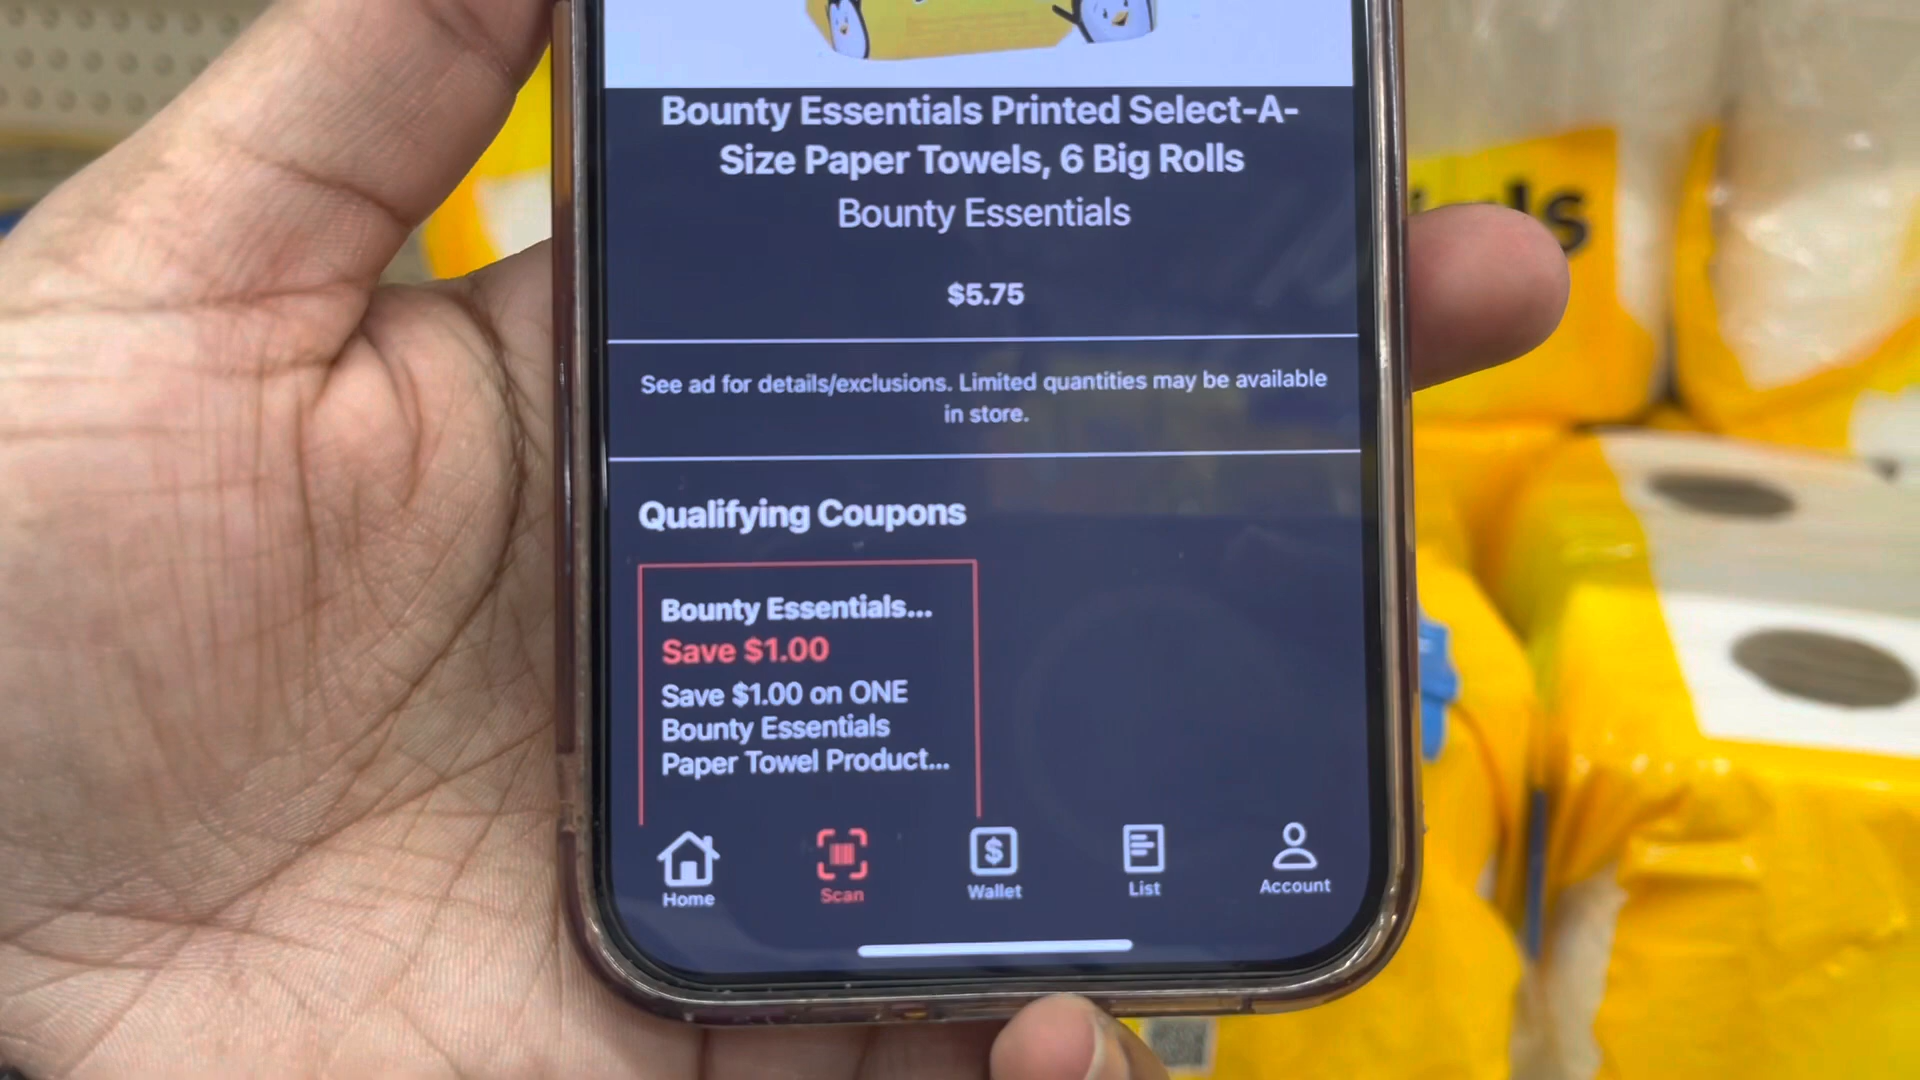 Bounty Essentials Printed Select-A-
Size Paper Towels, 6 Big Rolls
Bounty Essentials
$5.75
See ad for details/exclusions. Limited quantities may be available
in store.
Qualifying Coupons
Bounty Essentials...
Save $1.00
Save $1.00 on ONE
Bounty Essentials
Paper Towel Product...
Home
Scan
$
Wallet
List
Account